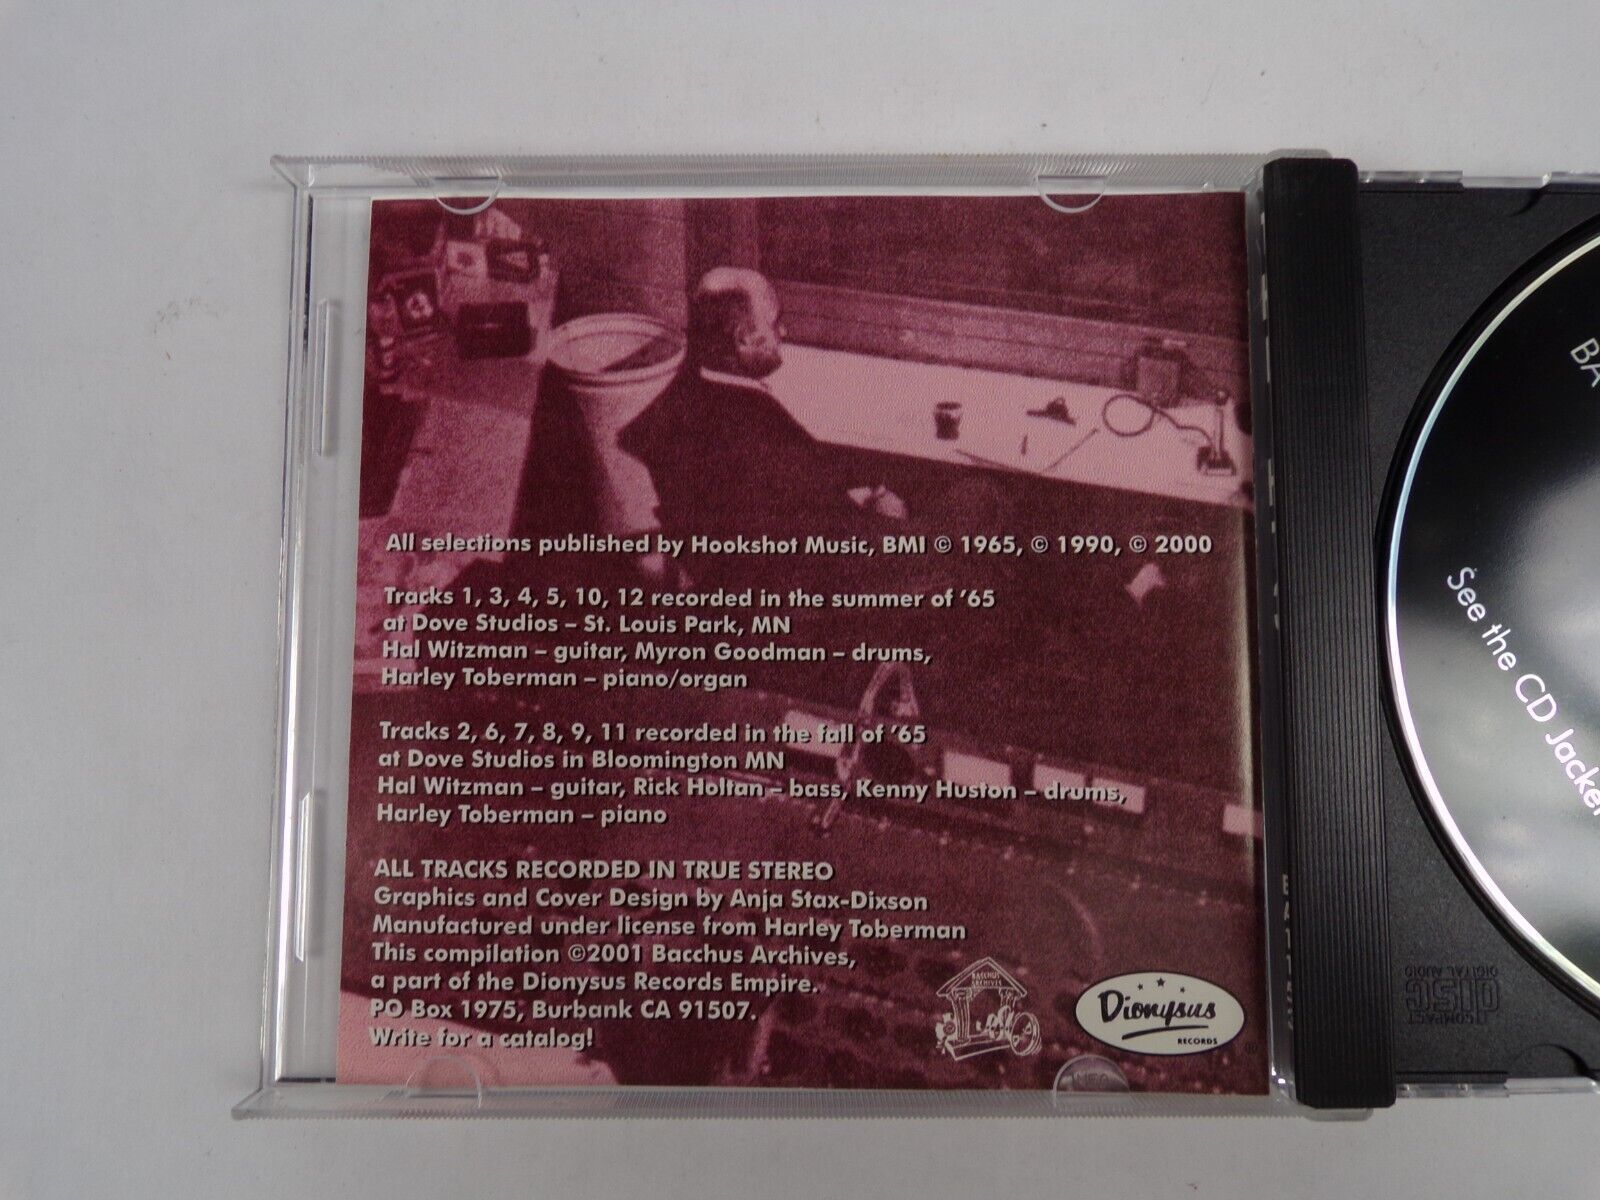 All selections published by Hookshot Music, BMI © 1965, © 1990, © 2000
Tracks 1, 3, 4, 5, 10, 12 recorded in the summer of '65
at Dove Studios – St. Louis Park, MN
Hal Witzman – guitar, Myron Goodman – drums,
Harley Toberman – piano/organ
Tracks 2, 6, 7, 8, 9, 11 recorded in the fall of '65
at Dove Studios in Bloomington MN
Hal Witzman – guitar, Rick Holtan – bass, Kenny Huston – drums,
Harley Toberman – piano
ALL TRACKS RECORDED IN TRUE STEREO
Graphics and Cover Design by Anja Stax-Dixson
Manufactured under license from Harley Toberman
This compilation ©2001 Bacchus Archives,
a part of the Dionysus Records Empire.
PO Box 1975, Burbank CA 91507.
Write for a catalog!
BACCHUS
ARCHIVES
Dionysus
RECORDS
®
BA
See the CD Jacket
COMPACT
disc
DIGITAL AUDIO